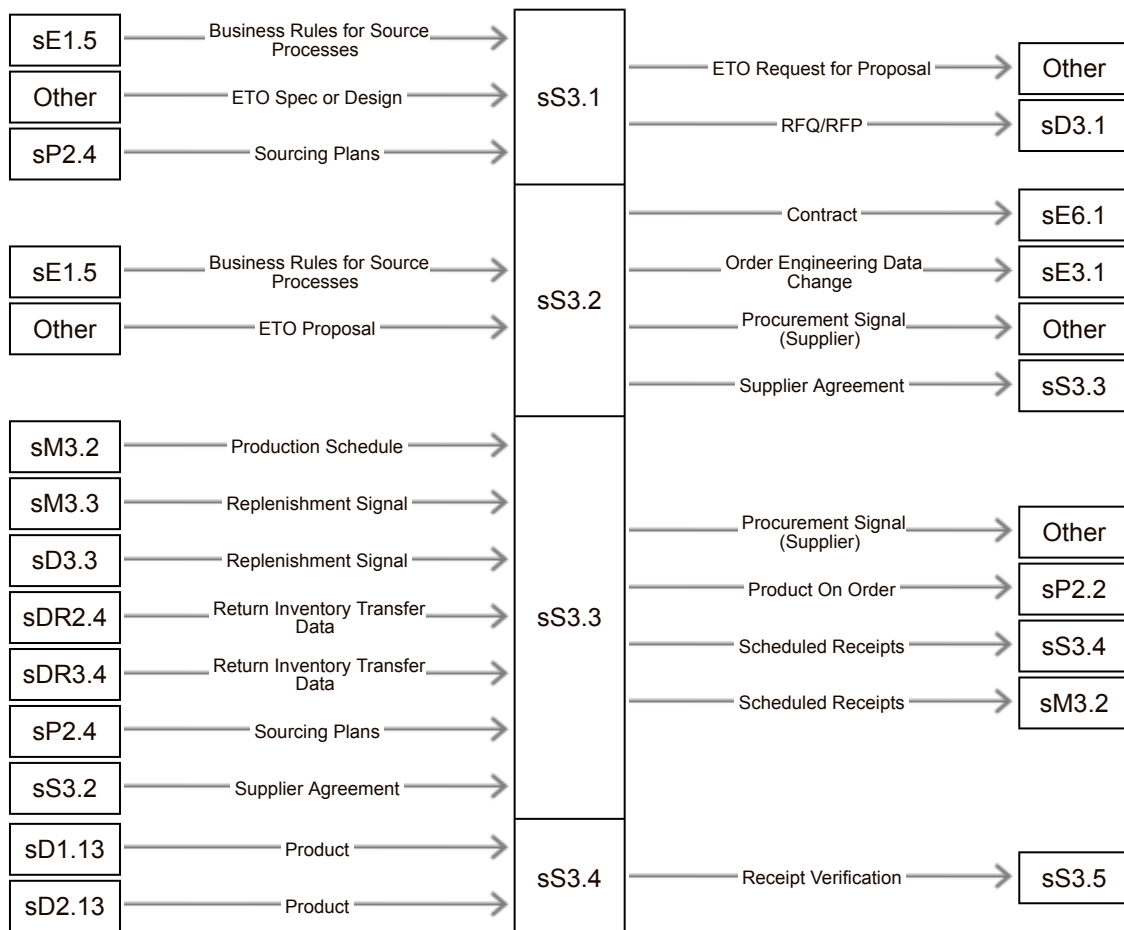 sE1.5
Business Rules for Source
Processes
Other
ETO Spec or Design
sP2.4
Sourcing Plans
sS3.1
ETO Request for Proposal
Other
RFQ/RFP
sD3.1
sE1.5
Business Rules for Source
Processes
Other
ETO Proposal
sS3.2
Contract
sE6.1
Order Engineering Data
Change
sE3.1
Procurement Signal
(Supplier)
Other
Supplier Agreement
sS3.3
sM3.2
Production Schedule
sM3.3
Replenishment Signal
sD3.3
Replenishment Signal
sDR2.4
Return Inventory Transfer
Data
sDR3.4
Return Inventory Transfer
Data
sP2.4
Sourcing Plans
sS3.2
Supplier Agreement
sS3.3
Procurement Signal
(Supplier)
Other
Product On Order
sP2.2
Scheduled Receipts
sS3.4
Scheduled Receipts
sM3.2
sD1.13
Product
sD2.13
Product
sS3.4
Receipt Verification
sS3.5